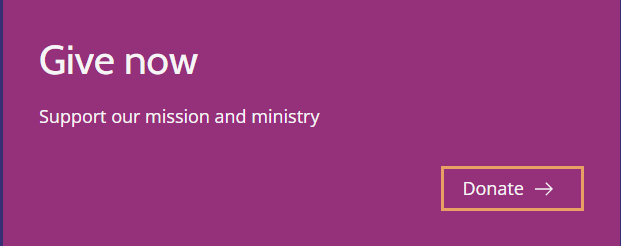 Give now
Support our mission and ministry
Donate →